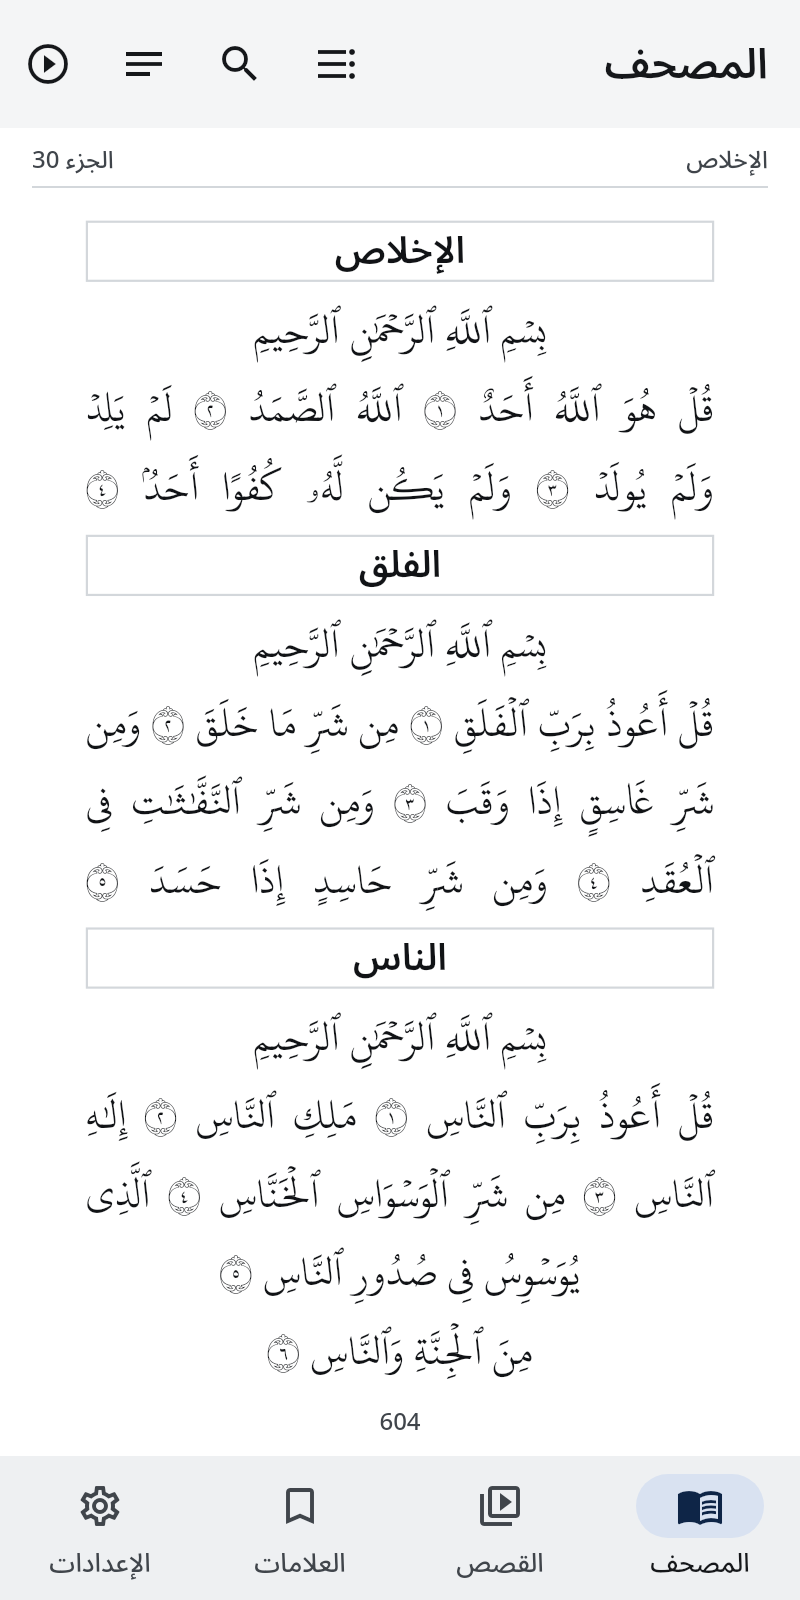 المصحف
الإخلاص
الجزء 30
الإخلاص
بِسۡمِ ٱللَّهِ ٱلرَّحۡمَٰنِ ٱلرَّحِيمِ
قُلۡ هُوَ ٱللَّهُ أَحَدٌ ١ ٱللَّهُ ٱلصَّمَدُ ٢ لَمۡ يَلِدۡ
وَلَمۡ يُولَدۡ ٣ وَلَمۡ يَكُن لَّهُۥ كُفُوًا أَحَدُۢ ٤
الفلق
بِسۡمِ ٱللَّهِ ٱلرَّحۡمَٰنِ ٱلرَّحِيمِ
قُلۡ أَعُوذُ بِرَبِّ ٱلۡفَلَقِ ١ مِن شَرِّ مَا خَلَقَ ٢ وَمِن
شَرِّ غَاسِقٍ إِذَا وَقَبَ ٣ وَمِن شَرِّ ٱلنَّفَّٰثَٰتِ فِى
ٱلۡعُقَدِ ٤ وَمِن شَرِّ حَاسِدٍ إِذَا حَسَدَ ٥
الناس
بِسۡمِ ٱللَّهِ ٱلرَّحۡمَٰنِ ٱلرَّحِيمِ
قُلۡ أَعُوذُ بِرَبِّ ٱلنَّاسِ ١ مَلِكِ ٱلنَّاسِ ٢ إِلَٰهِ
ٱلنَّاسِ ٣ مِن شَرِّ ٱلۡوَسۡوَاسِ ٱلۡخَنَّاسِ ٤ ٱلَّذِى
يُوَسۡوِسُ فِى صُدُورِ ٱلنَّاسِ ٥
مِنَ ٱلۡجِنَّةِ وَٱلنَّاسِ ٦
604
المصحف
القصص
العلامات
الإعدادات